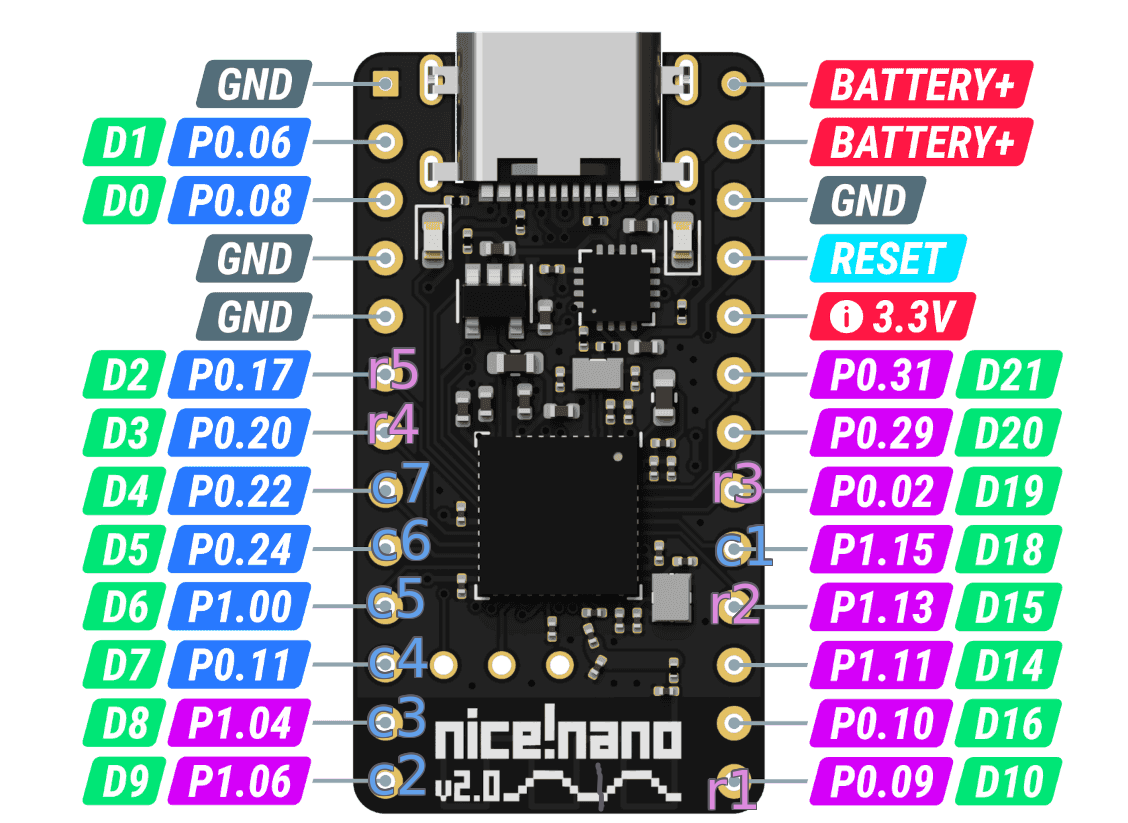 GND BATTERY+
D1 P0.06 BATTERY+
D0 P0.08 GND
GND RESET
GND i 3.3V
D2 P0.17 r5 P0.31 D21
D3 P0.20 r4 P0.29 D20
D4 P0.22 c7 r3 P0.02 D19
D5 P0.24 c6 c1 P1.15 D18
D6 P1.00 c5 r2 P1.13 D15
D7 P0.11 c4 P1.11 D14
D8 P1.04 c3 nice!nano P0.10 D16
D9 P1.06 c2 v2.0 r1 P0.09 D10